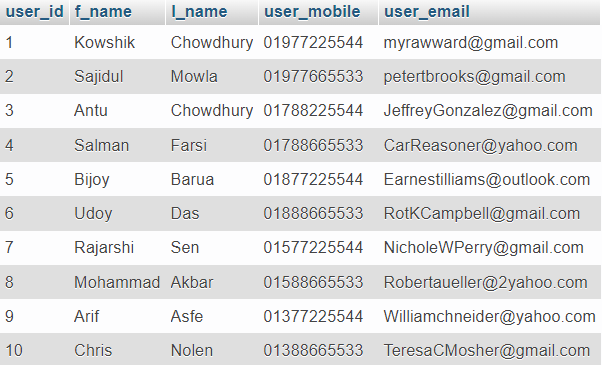 user_id f_name l_name user_mobile user_email
1 Kowshik Chowdhury 01977225544 myrawward@gmail.com
2 Sajidul Mowla 01977665533 petertbrooks@gmail.com
3 Antu Chowdhury 01788225544 JeffreyGonzalez@gmail.com
4 Salman Farsi 01788665533 CarReasoner@yahoo.com
5 Bijoy Barua 01877225544 Earnestilliams@outlook.com
6 Udoy Das 01888665533 RotKCampbell@gmail.com
7 Rajarshi Sen 01577225544 NicholeWPerry@gmail.com
8 Mohammad Akbar 01588665533 Robertaueller@2yahoo.com
9 Arif Asfe 01377225544 Williamchneider@yahoo.com
10 Chris Nolen 01388665533 TeresaCMosher@gmail.com